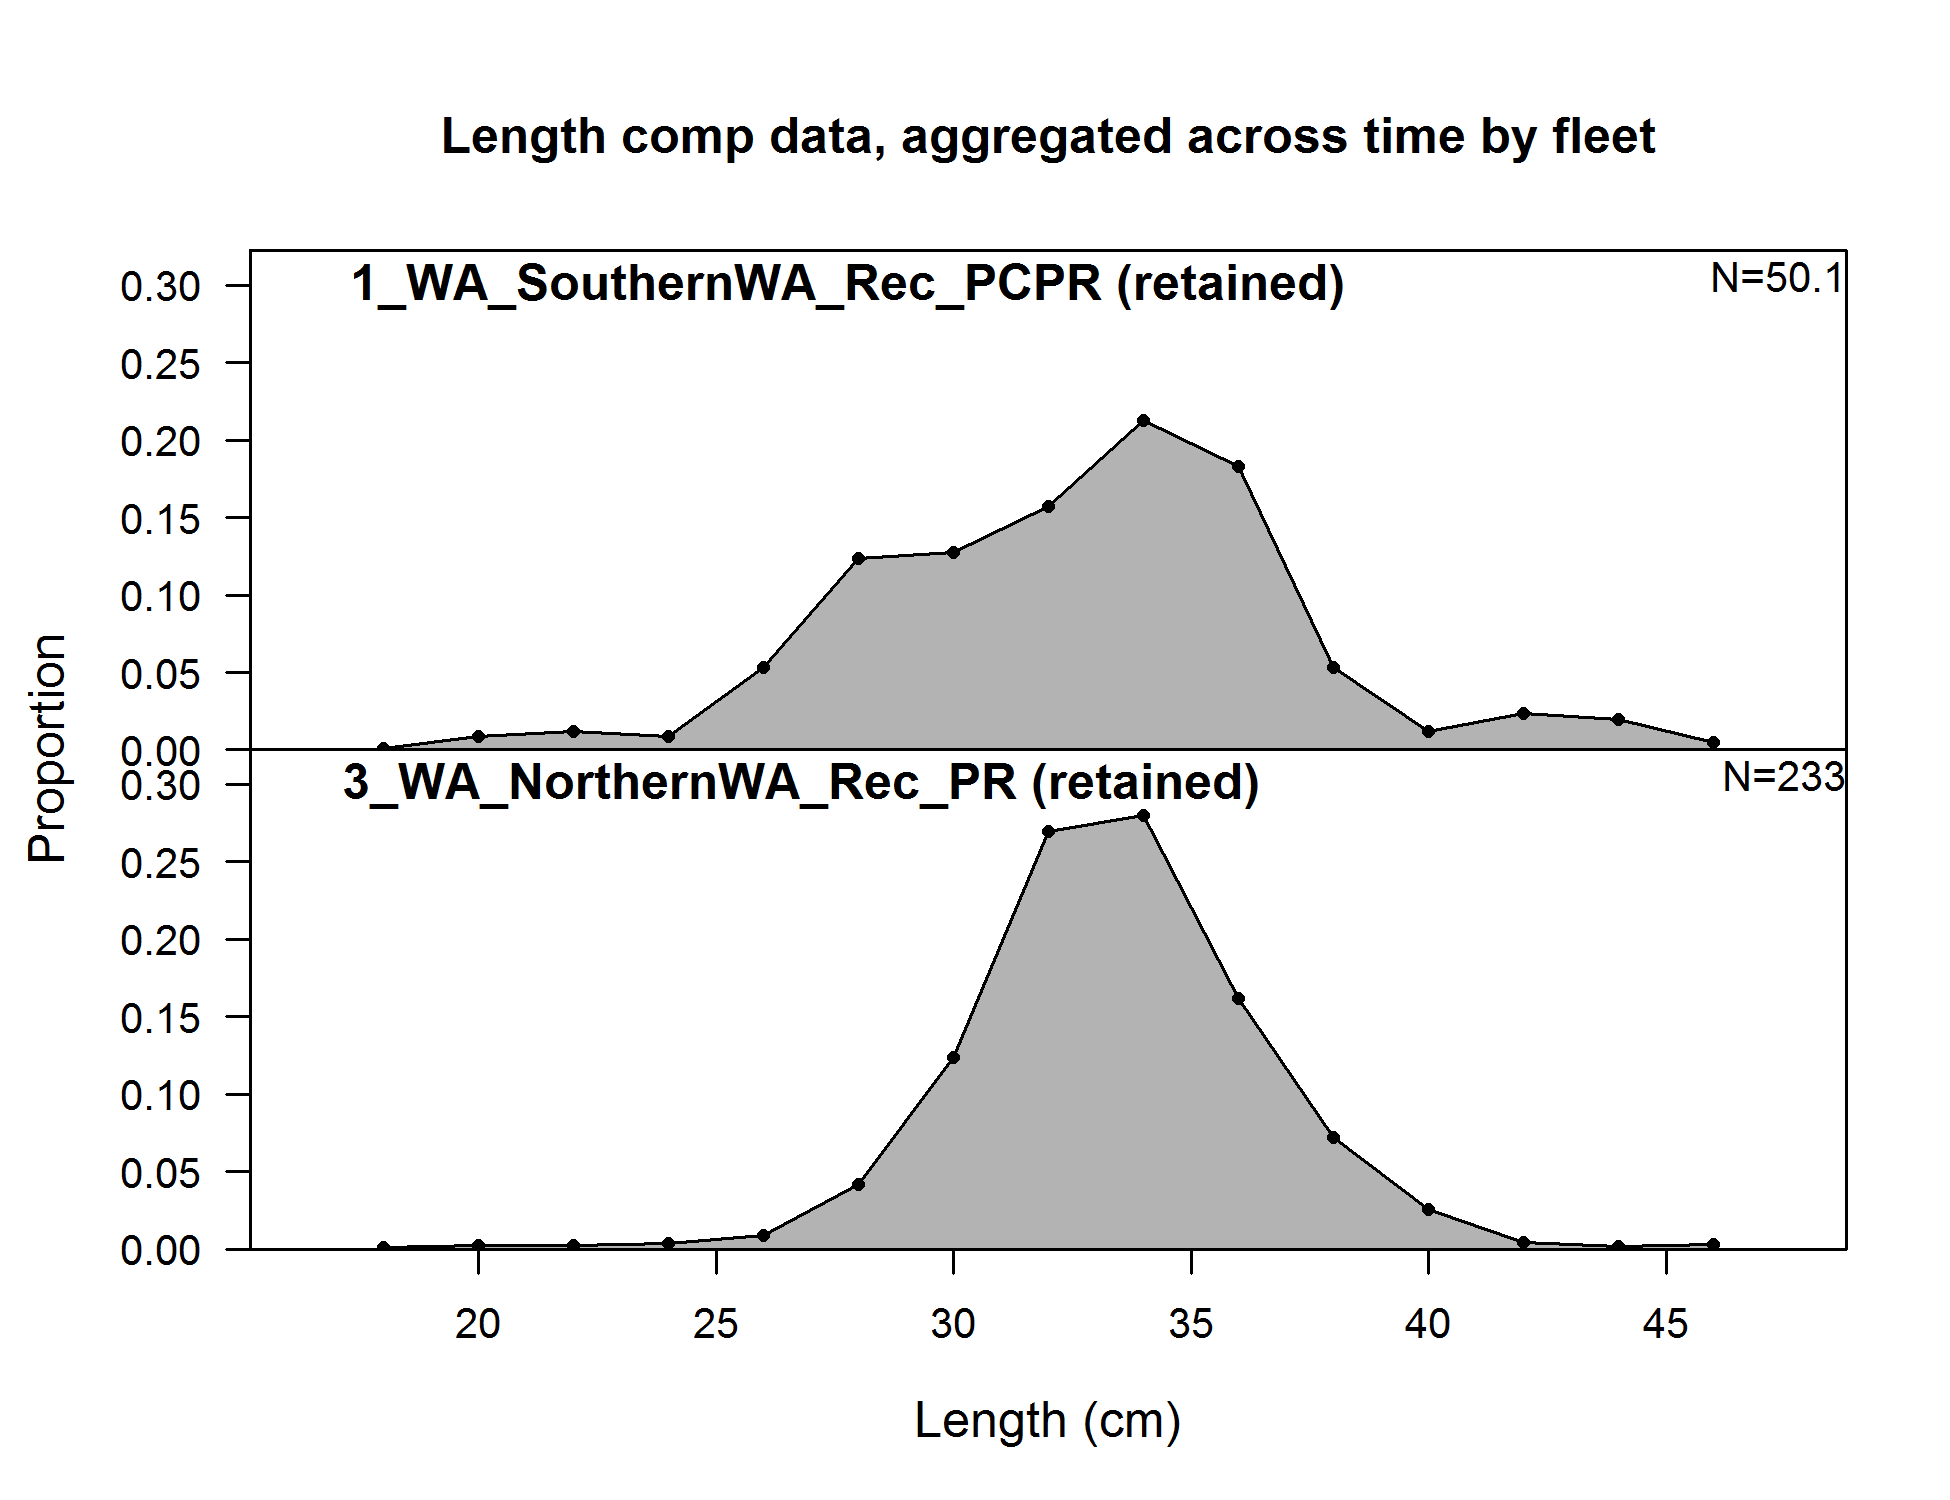 Length comp data, aggregated across time by fleet
1_WA_SouthernWA_Rec_PCPR (retained)
N=50.1
0.30
0.25
0.20
0.15
0.10
0.05
0.00
3_WA_NorthernWA_Rec_PR (retained)
N=233
0.30
0.25
0.20
0.15
0.10
0.05
0.00
Proportion
20 25 30 35 40 45
Length (cm)